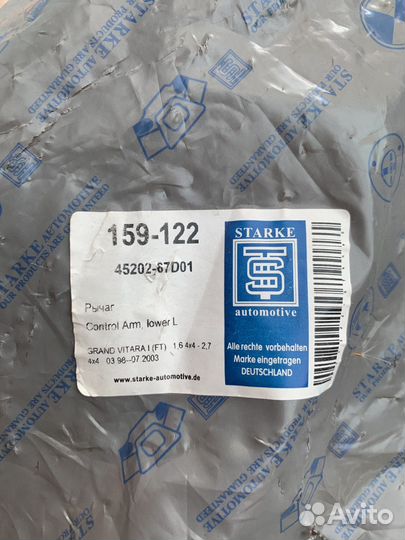 159-122
45202-67D01
Рычаг
Control Arm, lower L
GRAND VITARA I (FT) 1.6 4x4 - 2,7
4x4 03.98--07.2003
www.starke-automotive.de
STARKE
automotive
Alle rechte vorbehalten
Marke eingetragen
DEUTSCHLAND
STARKE AUTOMOTIVE
OUR PRODUCTS ARE GUARANTEED
Avito